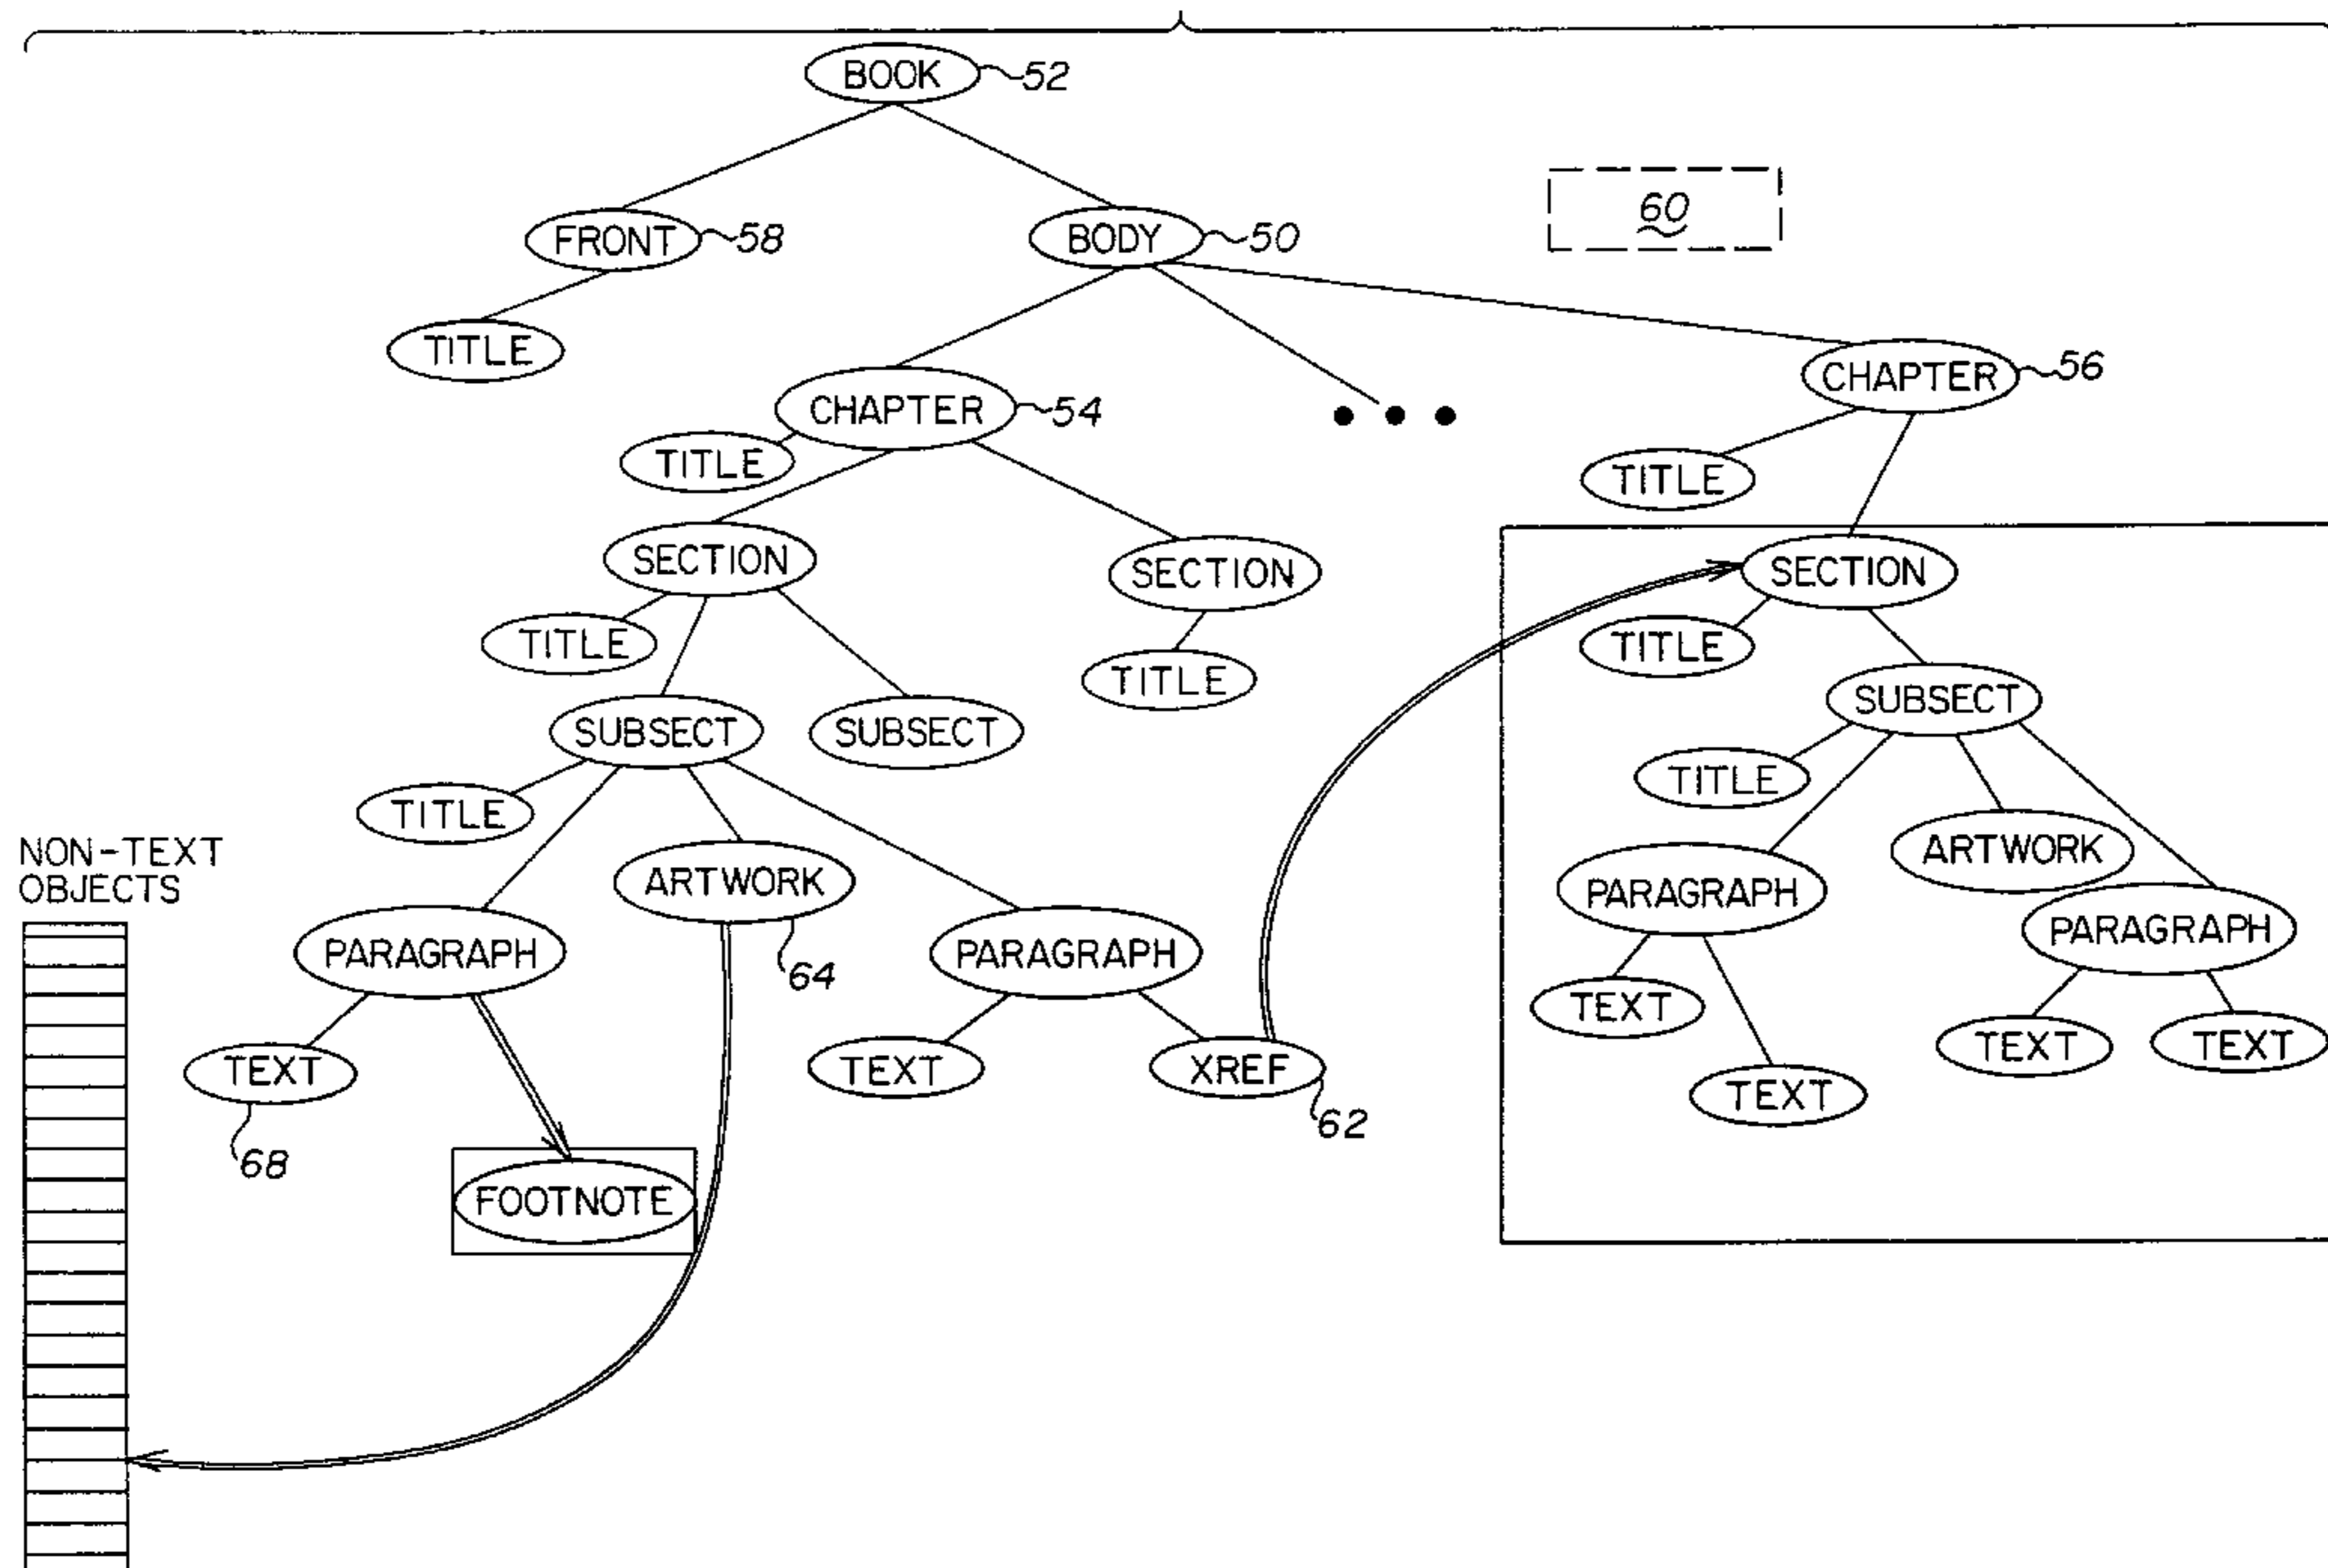 BOOK 52
FRONT 58 BODY 50 60
TITLE
CHAPTER 54 CHAPTER 56
TITLE TITLE
SECTION SECTION SECTION
TITLE TITLE TITLE
SUBSECT SUBSECT SUBSECT
TITLE TITLE
NON-TEXT
OBJECTS
ARTWORK 64 ARTWORK
PARAGRAPH PARAGRAPH PARAGRAPH PARAGRAPH
TEXT 68 TEXT XREF 62 TEXT TEXT TEXT TEXT
FOOTNOTE